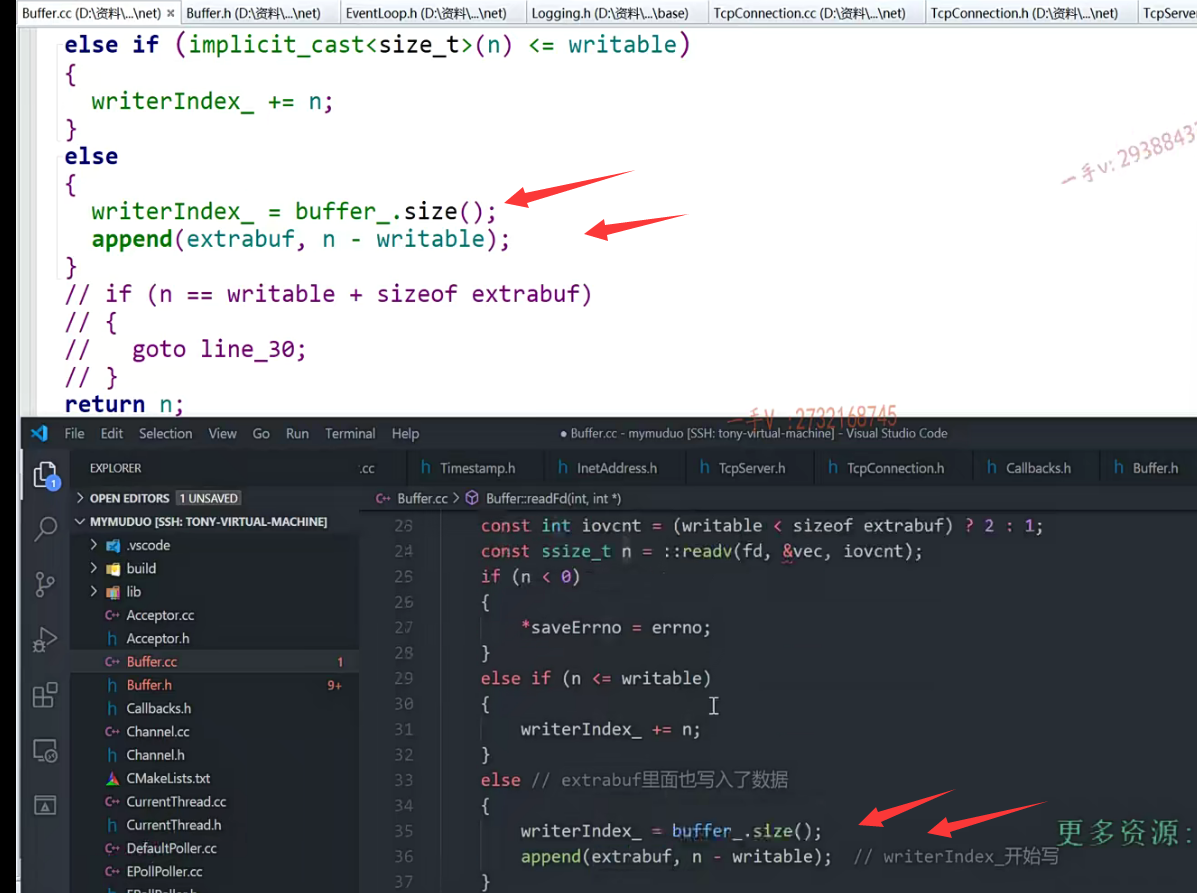 Buffer.cc (D:\资料\...\net) × Buffer.h (D:\资料\...\net) EventLoop.h (D:\资料\...\net) Logging.h (D:\资料\...\base) TcpConnection.cc (D:\资料\...\net) TcpConnection.h (D:\资料\...\net) TcpServe
else if (implicit_cast<size_t>(n) <= writable)
{
writerIndex_ += n;
}
else
{
writerIndex_ = buffer_.size();
append(extrabuf, n - writable);
}
// if (n == writable + sizeof extrabuf)
// {
//   goto line_30;
// }
return n;
一手v: 2938843
一手V :2732168745
File Edit Selection View Go Run Terminal Help ● Buffer.cc - mymuduo [SSH: tony-virtual-machine] - Visual Studio Code
1
EXPLORER
.cc h Timestamp.h h InetAddress.h h TcpServer.h h TcpConnection.h h Callbacks.h h Buffer.h
> OPEN EDITORS 1 UNSAVED
C++ Buffer.cc > Buffer::readFd(int, int *)
MYMUDUO [SSH: TONY-VIRTUAL-MACHINE]
> .vscode
> build
> lib
C++ Acceptor.cc
h Acceptor.h
C++ Buffer.cc 1
h Buffer.h 9+
h Callbacks.h
C++ Channel.cc
h Channel.h
CMakeLists.txt
C++ CurrentThread.cc
h CurrentThread.h
C++ DefaultPoller.cc
C++ EPollPoller.cc
h EPollPoller.h
23 const int iovcnt = (writable < sizeof extrabuf) ? 2 : 1;
24 const ssize_t n = ::readv(fd, &vec, iovcnt);
25 if (n < 0)
26 {
27 *saveErrno = errno;
28 }
29 else if (n <= writable)
30 {
31 writerIndex_ += n;
32 }
33 else // extrabuf里面也写入了数据
34 {
35 writerIndex_ = buffer_.size();
36 append(extrabuf, n - writable); // writerIndex_开始写
37 }
更多资源: